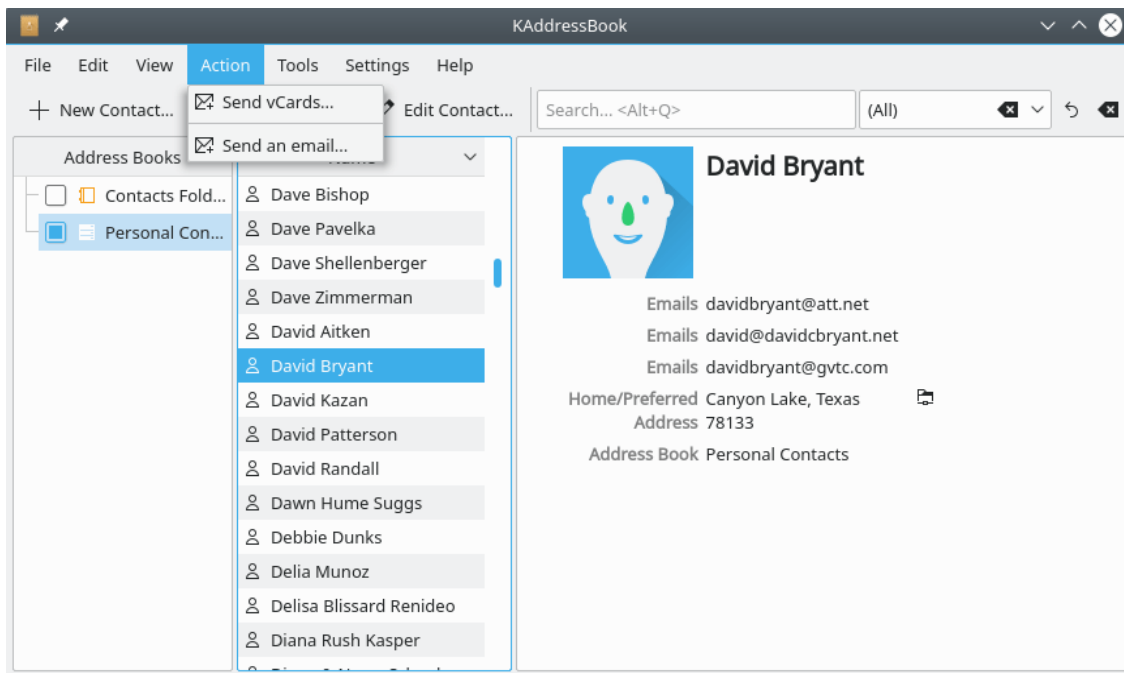 KAddressBook
File Edit View Action Tools Settings Help
New Contact... Edit Contact... Search... <Alt+Q> (All)
Send vCards...
Send an email...
Address Books Name
Contacts Fold...
Personal Con...
Dave Bishop
Dave Pavelka
Dave Shellenberger
Dave Zimmerman
David Aitken
David Bryant
David Kazan
David Patterson
David Randall
Dawn Hume Suggs
Debbie Dunks
Delia Munoz
Delisa Blissard Renideo
Diana Rush Kasper
David Bryant
Emails davidbryant@att.net
Emails david@davidcbryant.net
Emails davidbryant@gvtc.com
Home/Preferred Canyon Lake, Texas
Address 78133
Address Book Personal Contacts